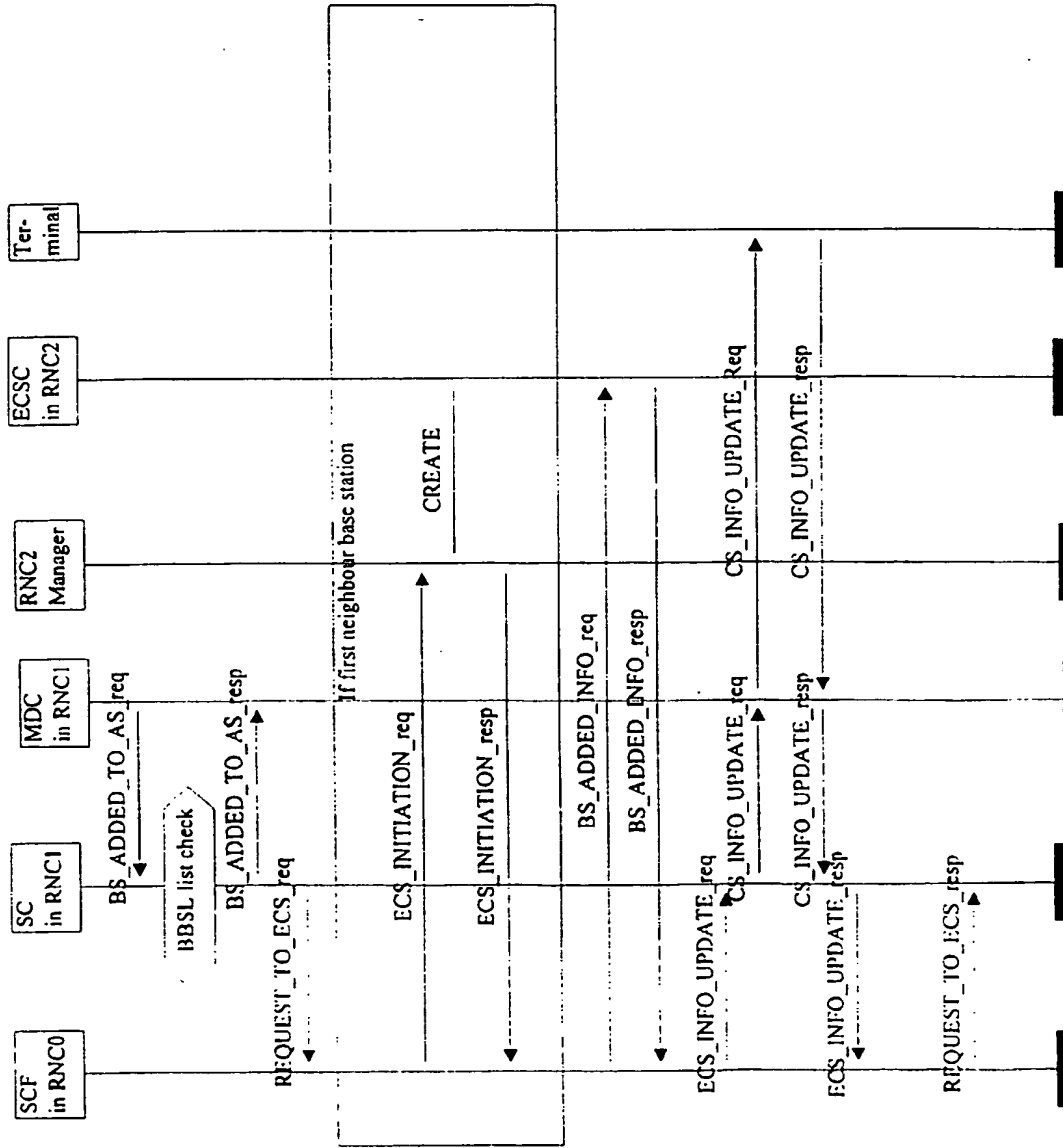 SCF
in RNC0
SC
in RNC1
MDC
in RNC1
RNC2
Manager
ECSC
in RNC2
Ter-
minal
BS_ADDED_TO_AS_req
BBSL list check
BS_ADDED_TO_AS_resp
REQUEST_TO_ECS_req
If first neighbour base station
ECS_INITIATION_req
CREATE
ECS_INITIATION_resp
BS_ADDED_INFO_req
BS_ADDED_INFO_resp
ECS_INFO_UPDATE_req
CS_INFO_UPDATE_req
CS_INFO_UPDATE_Req
CS_INFO_UPDATE_resp
CS_INFO_UPDATE_resp
ECS_INFO_UPDATE_resp
REQUEST_TO_ECS_resp